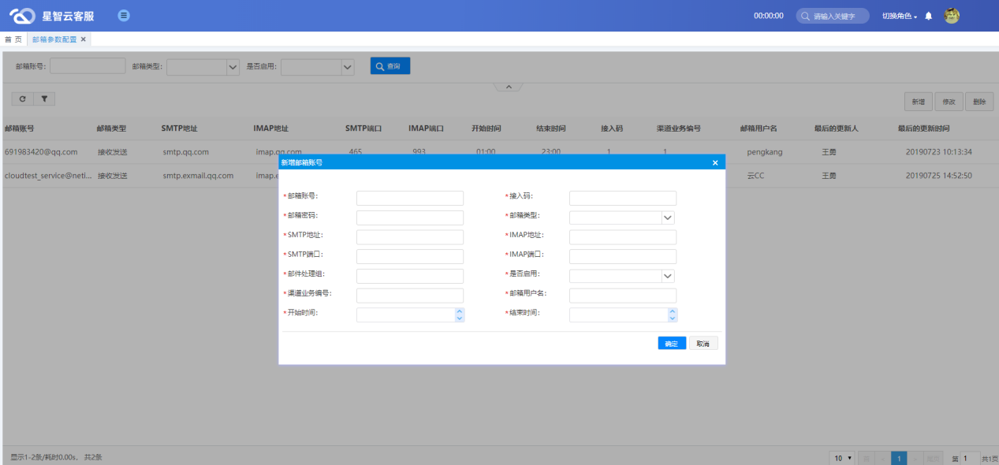 星智云客服 00:00:00 请输入关键字 切换角色
首 页 邮箱参数配置 ×
邮箱账号: 邮箱类型: 是否启用: 查询
新增 修改 删除
邮箱账号 邮箱类型 SMTP地址 IMAP地址 SMTP端口 IMAP端口 开始时间 结束时间 接入码 渠道业务编号 邮箱用户名 最后的更新人 最后的更新时间
691983420@qq.com 接收发送 smtp.qq.com imap.qq.com 465 993 01:00 23:00 1 1 pengkang 王勇 20190723 10:13:34
cloudtest_service@neti... 接收发送 smtp.exmail.qq.com imap.e 云CC 王勇 20190725 14:52:50
新增邮箱账号 ×
*邮箱账号: *接入码:
*邮箱密码: *邮箱类型:
*SMTP地址: *IMAP地址:
*SMTP端口: *IMAP端口:
*邮件处理组: *是否启用:
*渠道业务编号: *邮箱用户名:
*开始时间: *结束时间:
确定 取消
显示1-2条/耗时0.00s, 共2条 10 1 第 1 共1页